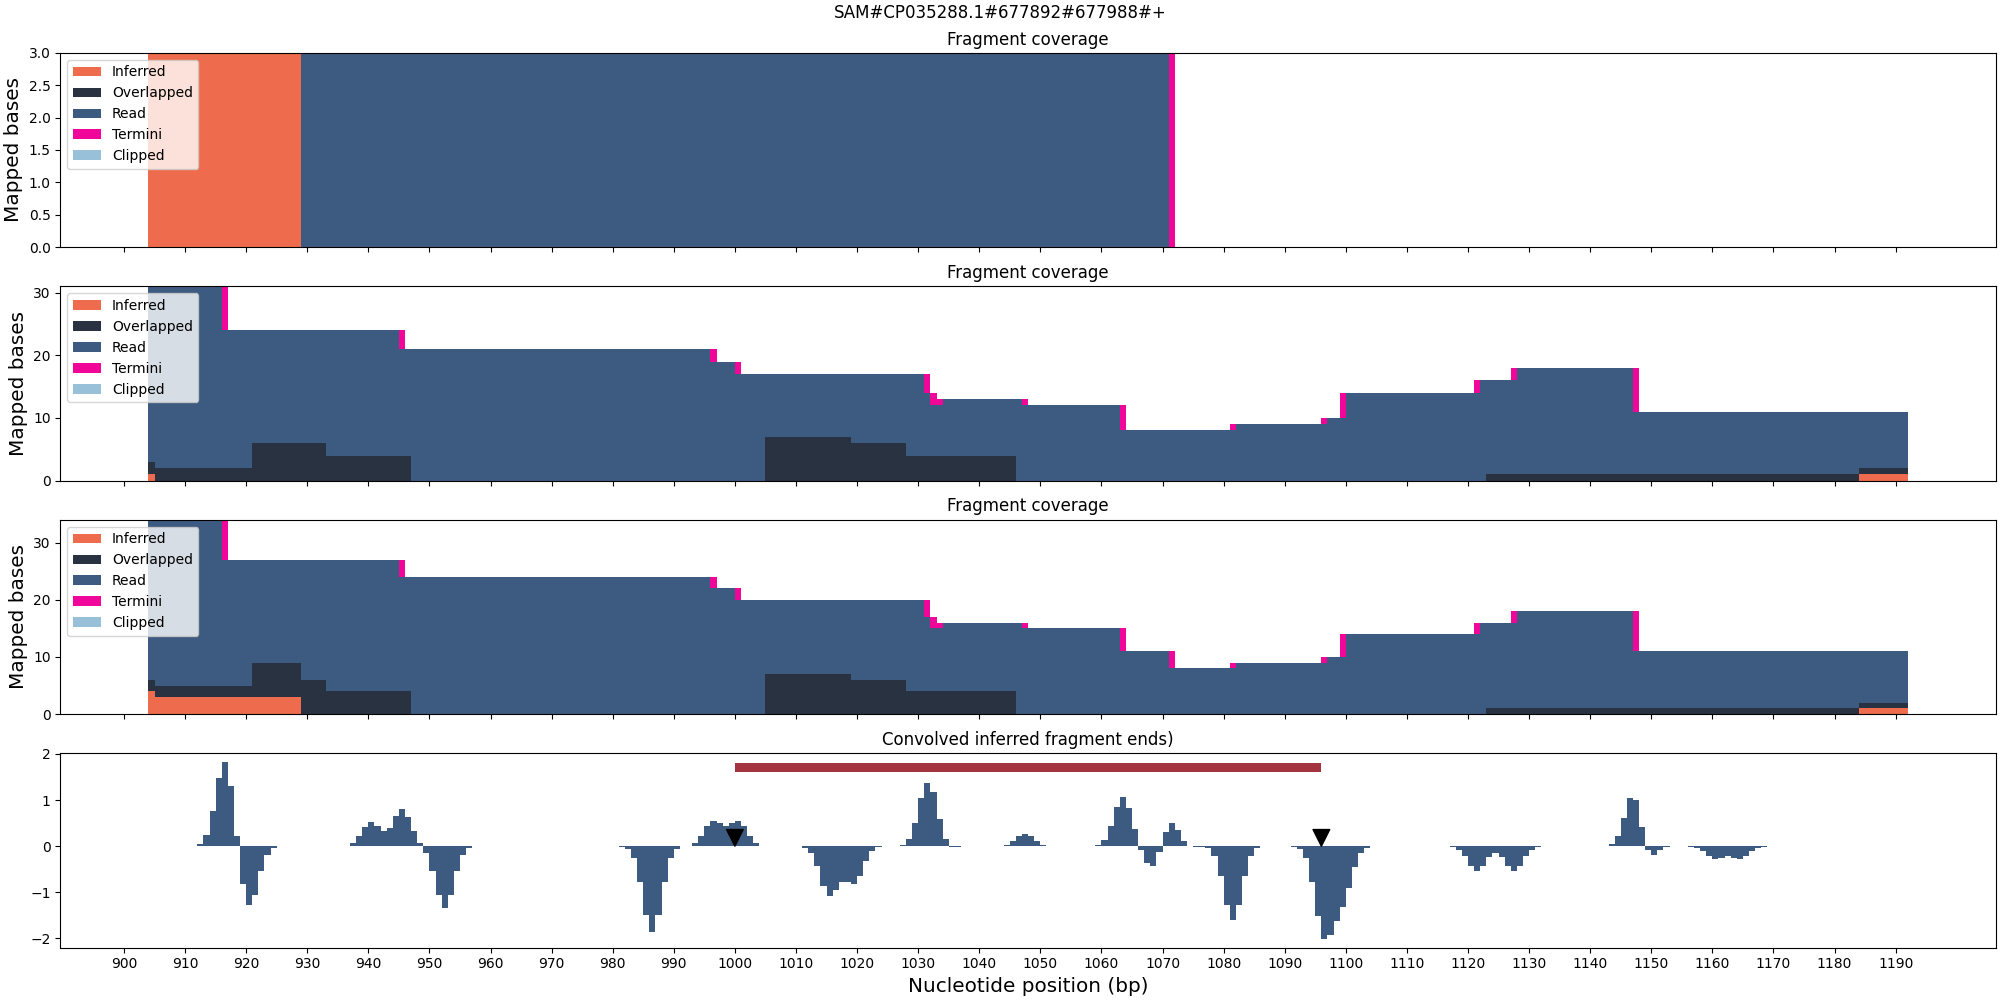 SAM#CP035288.1#677892#677988#+
Fragment coverage
Mapped bases
3.0
2.5
2.0
1.5
1.0
0.5
0.0
Inferred
Overlapped
Read
Termini
Clipped
Fragment coverage
Mapped bases
30
20
10
0
Inferred
Overlapped
Read
Termini
Clipped
Fragment coverage
Mapped bases
30
20
10
0
Inferred
Overlapped
Read
Termini
Clipped
Convolved inferred fragment ends)
2
1
0
−1
−2
900 910 920 930 940 950 960 970 980 990 1000 1010 1020 1030 1040 1050 1060 1070 1080 1090 1100 1110 1120 1130 1140 1150 1160 1170 1180 1190
Nucleotide position (bp)